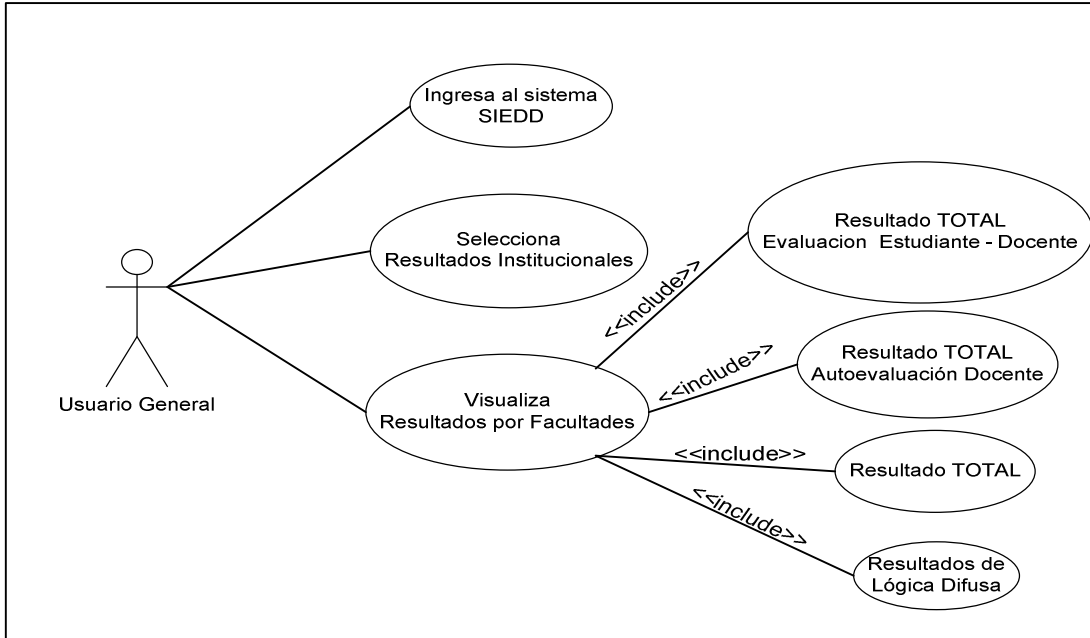 Ingresa al sistema
SIEDD
Selecciona
Resultados Institucionales
Usuario General
Visualiza
Resultados por Facultades
<<include>>
<<include>>
<<include>>
<<include>>
Resultado TOTAL
Evaluacion Estudiante - Docente
Resultado TOTAL
Autoevaluación Docente
Resultado TOTAL
Resultados de
Lógica Difusa